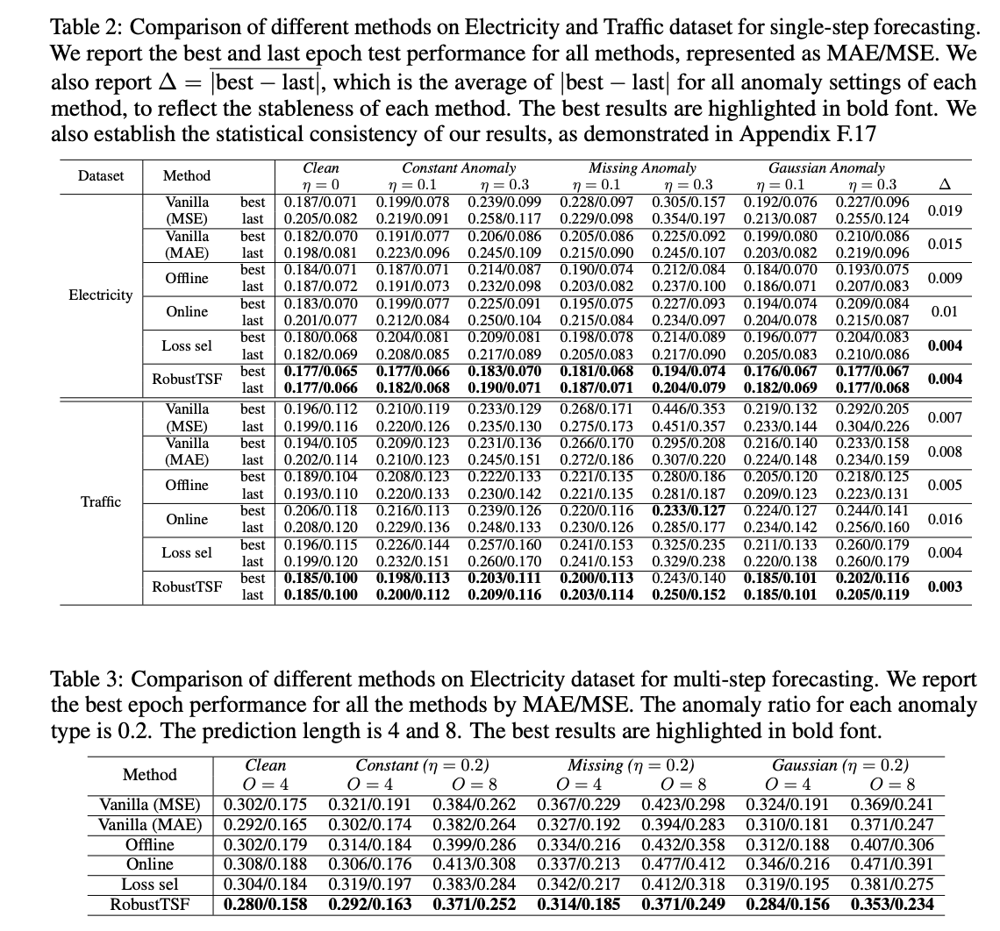 Table 2: Comparison of different methods on Electricity and Traffic dataset for single-step forecasting.
We report the best and last epoch test performance for all methods, represented as MAE/MSE. We
also report Δ = |best − last|, which is the average of |best − last| for all anomaly settings of each
method, to reflect the stableness of each method. The best results are highlighted in bold font. We
also establish the statistical consistency of our results, as demonstrated in Appendix F.17
Dataset Method Clean Constant Anomaly Missing Anomaly Gaussian Anomaly
η = 0 η = 0.1 η = 0.3 η = 0.1 η = 0.3 η = 0.1 η = 0.3 Δ
Electricity
Vanilla best 0.187/0.071 0.199/0.078 0.239/0.099 0.228/0.097 0.305/0.157 0.192/0.076 0.227/0.096 0.019
(MSE) last 0.205/0.082 0.219/0.091 0.258/0.117 0.229/0.098 0.354/0.197 0.213/0.087 0.255/0.124
Vanilla best 0.182/0.070 0.191/0.077 0.206/0.086 0.205/0.086 0.225/0.092 0.199/0.080 0.210/0.086 0.015
(MAE) last 0.198/0.081 0.223/0.096 0.245/0.109 0.215/0.090 0.245/0.107 0.203/0.082 0.219/0.096
Offline best 0.184/0.071 0.187/0.071 0.214/0.087 0.190/0.074 0.212/0.084 0.184/0.070 0.193/0.075 0.009
last 0.187/0.072 0.191/0.073 0.232/0.098 0.203/0.082 0.237/0.100 0.186/0.071 0.207/0.083
Online best 0.183/0.070 0.199/0.077 0.225/0.091 0.195/0.075 0.227/0.093 0.194/0.074 0.209/0.084 0.01
last 0.201/0.077 0.212/0.084 0.250/0.104 0.215/0.084 0.234/0.097 0.204/0.078 0.215/0.087
Loss sel best 0.180/0.068 0.204/0.081 0.209/0.081 0.198/0.078 0.214/0.089 0.196/0.077 0.204/0.083 0.004
last 0.182/0.069 0.208/0.085 0.217/0.089 0.205/0.083 0.217/0.090 0.205/0.083 0.210/0.086
RobustTSF best 0.177/0.065 0.177/0.066 0.183/0.070 0.181/0.068 0.194/0.074 0.176/0.067 0.177/0.067 0.004
last 0.177/0.066 0.182/0.068 0.190/0.071 0.187/0.071 0.204/0.079 0.182/0.069 0.177/0.068
Traffic
Vanilla best 0.196/0.112 0.210/0.119 0.233/0.129 0.268/0.171 0.446/0.353 0.219/0.132 0.292/0.205 0.007
(MSE) last 0.199/0.116 0.220/0.126 0.235/0.130 0.275/0.173 0.451/0.357 0.233/0.144 0.304/0.226
Vanilla best 0.194/0.105 0.209/0.123 0.231/0.136 0.266/0.170 0.295/0.208 0.216/0.140 0.233/0.158 0.008
(MAE) last 0.202/0.114 0.210/0.123 0.245/0.151 0.272/0.186 0.307/0.220 0.224/0.148 0.234/0.159
Offline best 0.189/0.104 0.208/0.123 0.222/0.133 0.221/0.135 0.280/0.186 0.205/0.120 0.218/0.125 0.005
last 0.193/0.110 0.220/0.133 0.230/0.142 0.221/0.135 0.281/0.187 0.209/0.123 0.223/0.131
Online best 0.206/0.118 0.216/0.113 0.239/0.126 0.220/0.116 0.233/0.127 0.224/0.127 0.244/0.141 0.016
last 0.208/0.120 0.229/0.136 0.248/0.133 0.230/0.126 0.285/0.177 0.234/0.142 0.256/0.160
Loss sel best 0.196/0.115 0.226/0.144 0.257/0.160 0.241/0.153 0.325/0.235 0.211/0.133 0.260/0.179 0.004
last 0.199/0.120 0.232/0.151 0.260/0.170 0.241/0.153 0.329/0.238 0.220/0.138 0.260/0.179
RobustTSF best 0.185/0.100 0.198/0.113 0.203/0.111 0.200/0.113 0.243/0.140 0.185/0.101 0.202/0.116 0.003
last 0.185/0.100 0.200/0.112 0.209/0.116 0.203/0.114 0.250/0.152 0.185/0.101 0.205/0.119
Table 3: Comparison of different methods on Electricity dataset for multi-step forecasting. We report
the best epoch performance for all the methods by MAE/MSE. The anomaly ratio for each anomaly
type is 0.2. The prediction length is 4 and 8. The best results are highlighted in bold font.
Method Clean Constant (η = 0.2) Missing (η = 0.2) Gaussian (η = 0.2)
O = 4 O = 4 O = 8 O = 4 O = 8 O = 4 O = 8
Vanilla (MSE) 0.302/0.175 0.321/0.191 0.384/0.262 0.367/0.229 0.423/0.298 0.324/0.191 0.369/0.241
Vanilla (MAE) 0.292/0.165 0.302/0.174 0.382/0.264 0.327/0.192 0.394/0.283 0.310/0.181 0.371/0.247
Offline 0.302/0.179 0.314/0.184 0.399/0.286 0.334/0.216 0.432/0.358 0.312/0.188 0.407/0.306
Online 0.308/0.188 0.306/0.176 0.413/0.308 0.337/0.213 0.477/0.412 0.346/0.216 0.471/0.391
Loss sel 0.304/0.184 0.319/0.197 0.383/0.284 0.342/0.217 0.412/0.318 0.319/0.195 0.381/0.275
RobustTSF 0.280/0.158 0.292/0.163 0.371/0.252 0.314/0.185 0.371/0.249 0.284/0.156 0.353/0.234